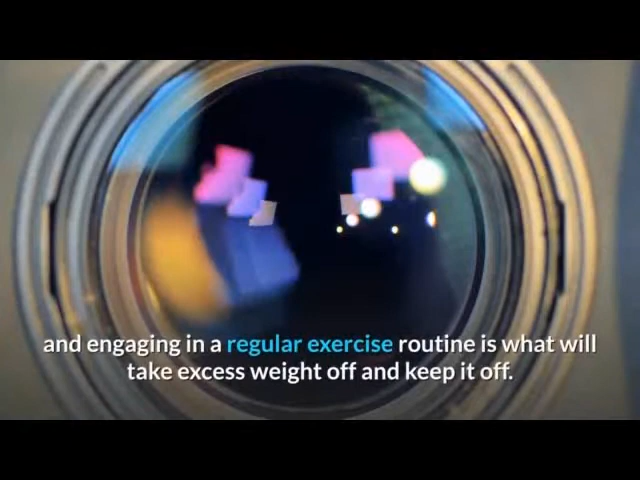 and engaging in a regular exercise routine is what will
take excess weight off and keep it off.